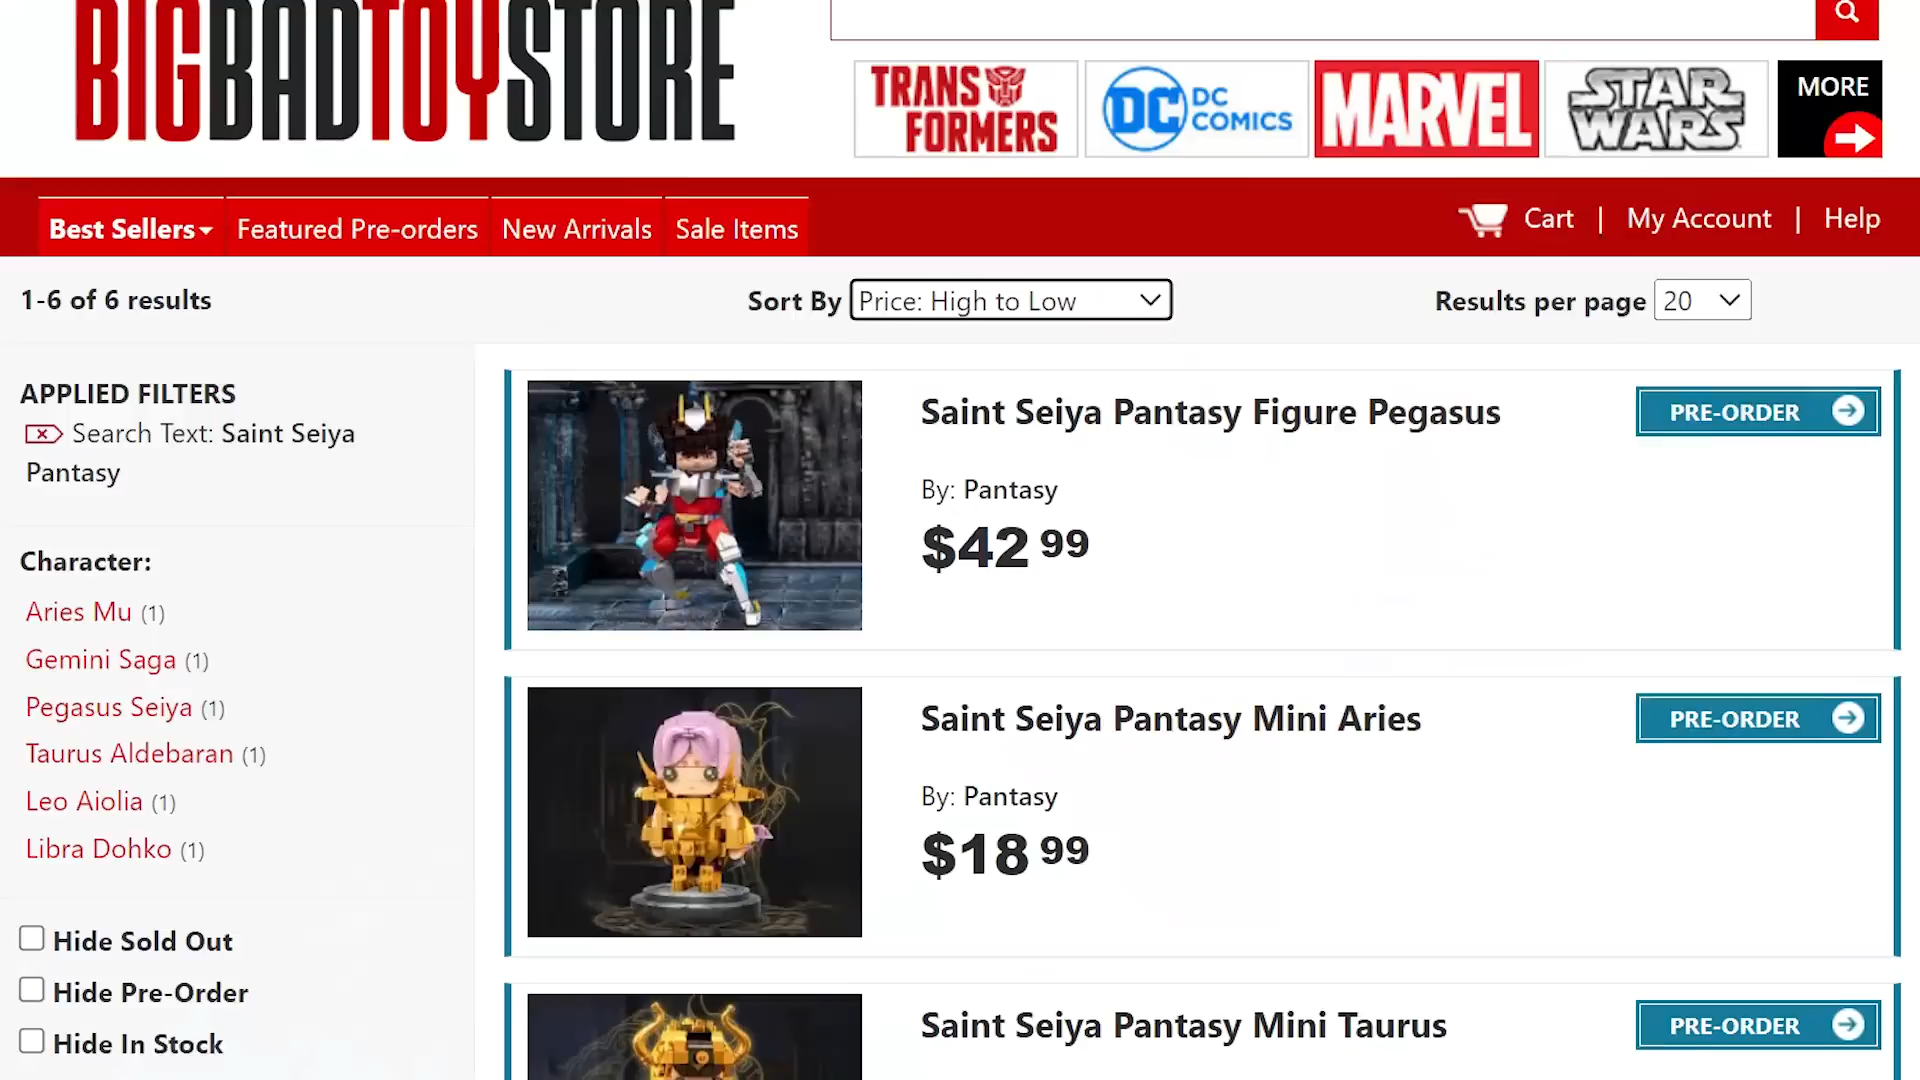 BIGBADTOYSTORE
TRANSFORMERS
DC DC COMICS
MARVEL
STAR WARS
MORE
Best Sellers
Featured Pre-orders
New Arrivals
Sale Items
Cart | My Account | Help
1-6 of 6 results
Sort By Price: High to Low
Results per page 20
APPLIED FILTERS
Search Text: Saint Seiya
Pantasy
Character:
Aries Mu (1)
Gemini Saga (1)
Pegasus Seiya (1)
Taurus Aldebaran (1)
Leo Aiolia (1)
Libra Dohko (1)
Hide Sold Out
Hide Pre-Order
Hide In Stock
Saint Seiya Pantasy Figure Pegasus
PRE-ORDER
By: Pantasy
$42 99
Saint Seiya Pantasy Mini Aries
PRE-ORDER
By: Pantasy
$18 99
Saint Seiya Pantasy Mini Taurus
PRE-ORDER